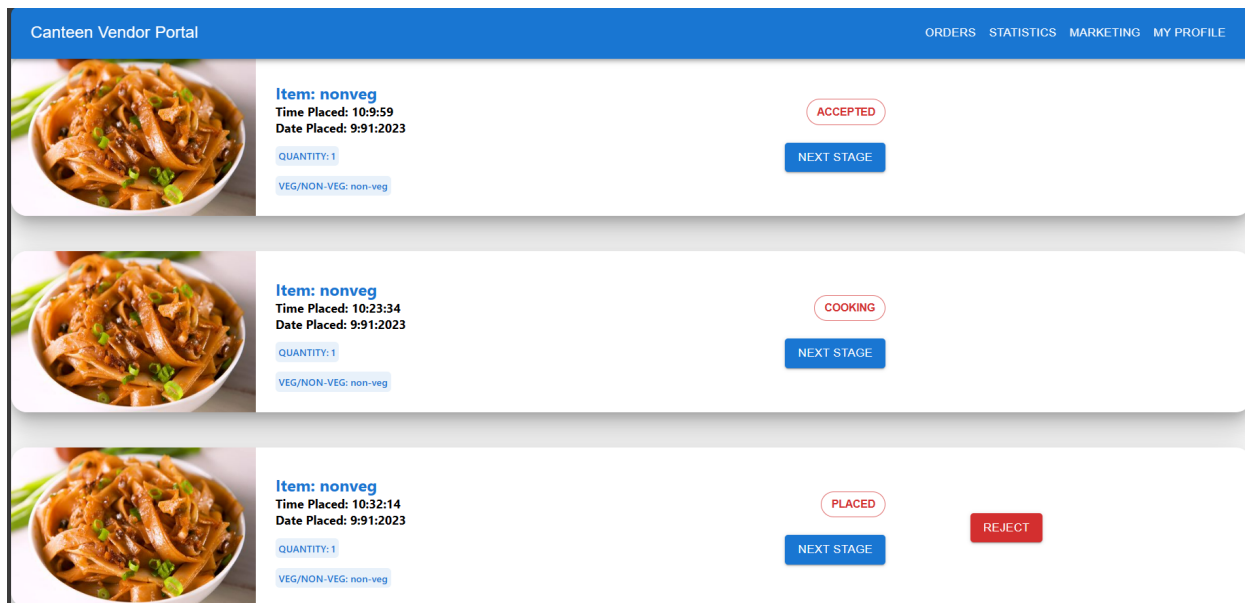 Canteen Vendor Portal
ORDERS STATISTICS MARKETING MY PROFILE
Item: nonveg
Time Placed: 10:9:59
Date Placed: 9:91:2023
QUANTITY: 1
VEG/NON-VEG: non-veg
ACCEPTED
NEXT STAGE
Item: nonveg
Time Placed: 10:23:34
Date Placed: 9:91:2023
QUANTITY: 1
VEG/NON-VEG: non-veg
COOKING
NEXT STAGE
Item: nonveg
Time Placed: 10:32:14
Date Placed: 9:91:2023
QUANTITY: 1
VEG/NON-VEG: non-veg
PLACED
NEXT STAGE
REJECT